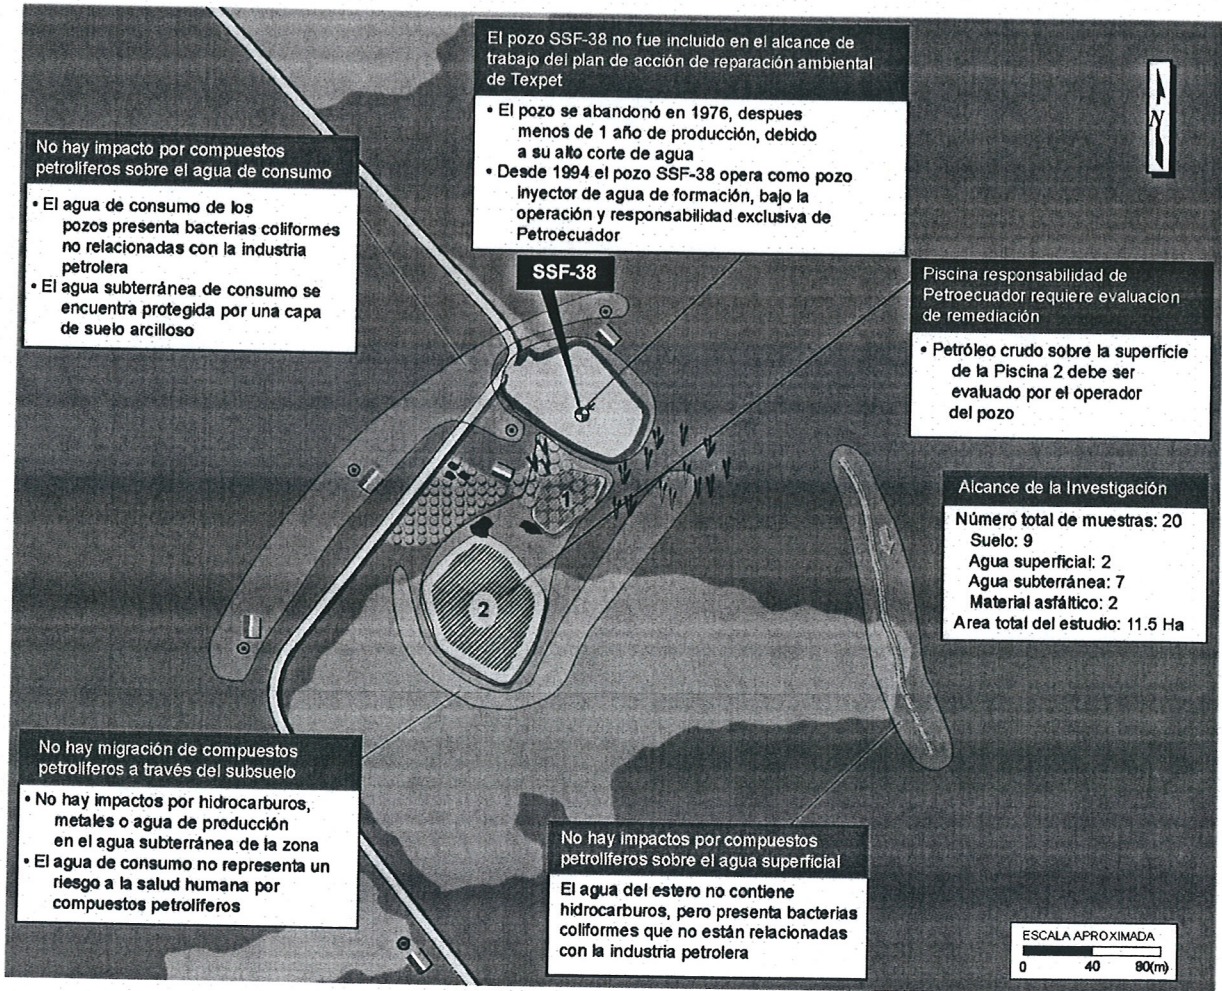 El pozo SSF-38 no fue incluido en el alcance de
trabajo del plan de acción de reparación ambiental
de Texpet
• El pozo se abandonó en 1976, despues
menos de 1 año de producción, debido
a su alto corte de agua
• Desde 1994 el pozo SSF-38 opera como pozo
inyector de agua de formación, bajo la
operación y responsabilidad exclusiva de
Petroecuador
N
No hay impacto por compuestos
petrolíferos sobre el agua de consumo
• El agua de consumo de los
pozos presenta bacterias coliformes
no relacionadas con la industria
petrolera
• El agua subterránea de consumo se
encuentra protegida por una capa
de suelo arcilloso
SSF-38
Piscina responsabilidad de
Petroecuador requiere evaluacion
de remediación
• Petróleo crudo sobre la superficie
de la Piscina 2 debe ser
evaluado por el operador
del pozo
1
2
Alcance de la Investigación
Número total de muestras: 20
Suelo: 9
Agua superficial: 2
Agua subterránea: 7
Material asfáltico: 2
Area total del estudio: 11.5 Ha
No hay migración de compuestos
petrolíferos a través del subsuelo
• No hay impactos por hidrocarburos,
metales o agua de producción
en el agua subterránea de la zona
• El agua de consumo no representa un
riesgo a la salud humana por
compuestos petrolíferos
No hay impactos por compuestos
petrolíferos sobre el agua superficial
El agua del estero no contiene
hidrocarburos, pero presenta bacterias
coliformes que no están relacionadas
con la industria petrolera
ESCALA APROXIMADA
0 40 80(m)